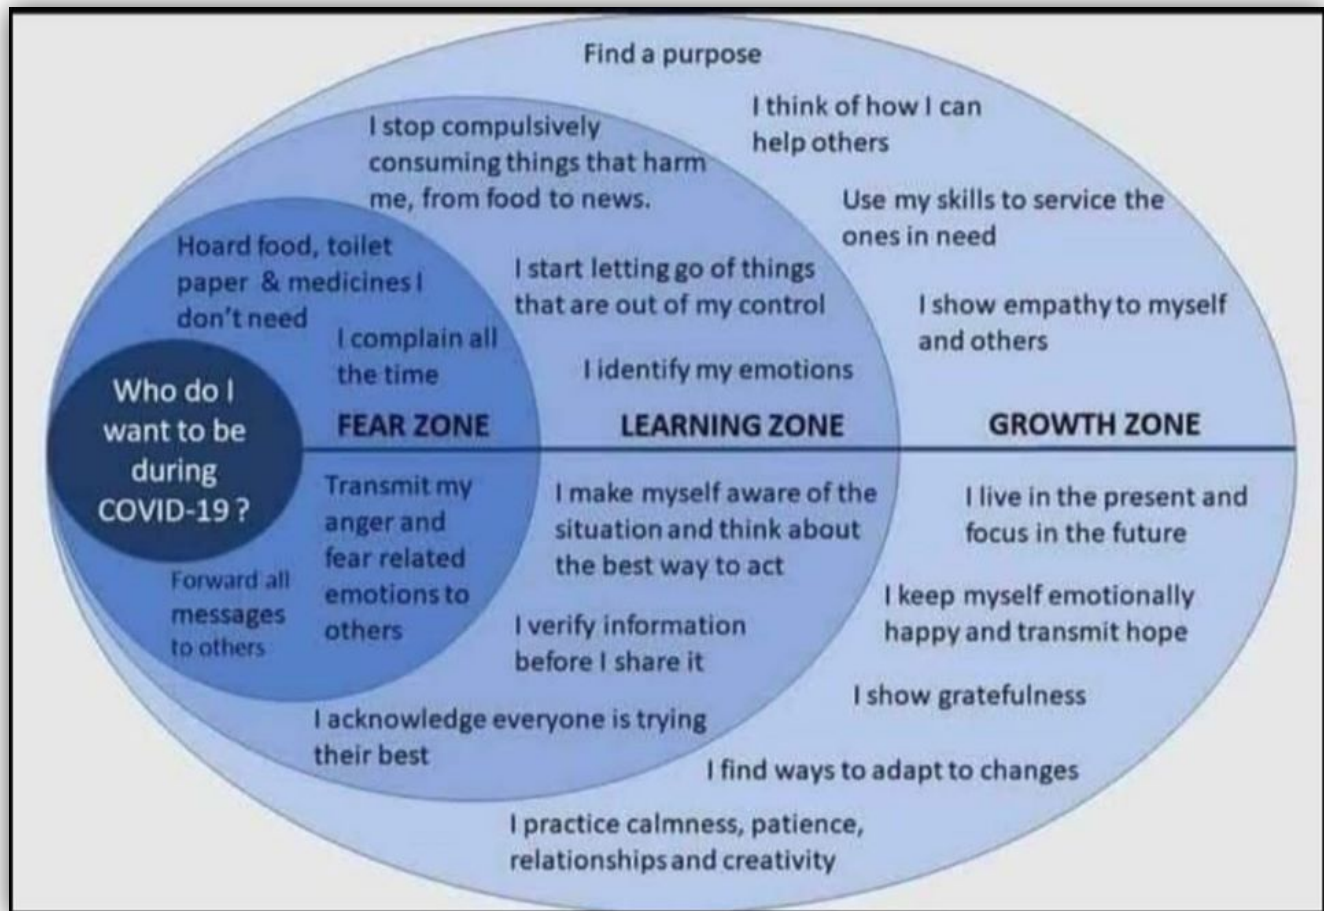 Find a purpose
I think of how I can
help others
Use my skills to service the
ones in need
I show empathy to myself
and others
I stop compulsively
consuming things that harm
me, from food to news.
I start letting go of things
that are out of my control
I identify my emotions
Hoard food, toilet
paper & medicines I
don't need
I complain all
the time
Who do I
want to be
during
COVID-19 ?
FEAR ZONE
LEARNING ZONE
GROWTH ZONE
Transmit my
anger and
fear related
emotions to
others
Forward all
messages
to others
I make myself aware of the
situation and think about
the best way to act
I verify information
before I share it
I acknowledge everyone is trying
their best
I live in the present and
focus in the future
I keep myself emotionally
happy and transmit hope
I show gratefulness
I find ways to adapt to changes
I practice calmness, patience,
relationships and creativity